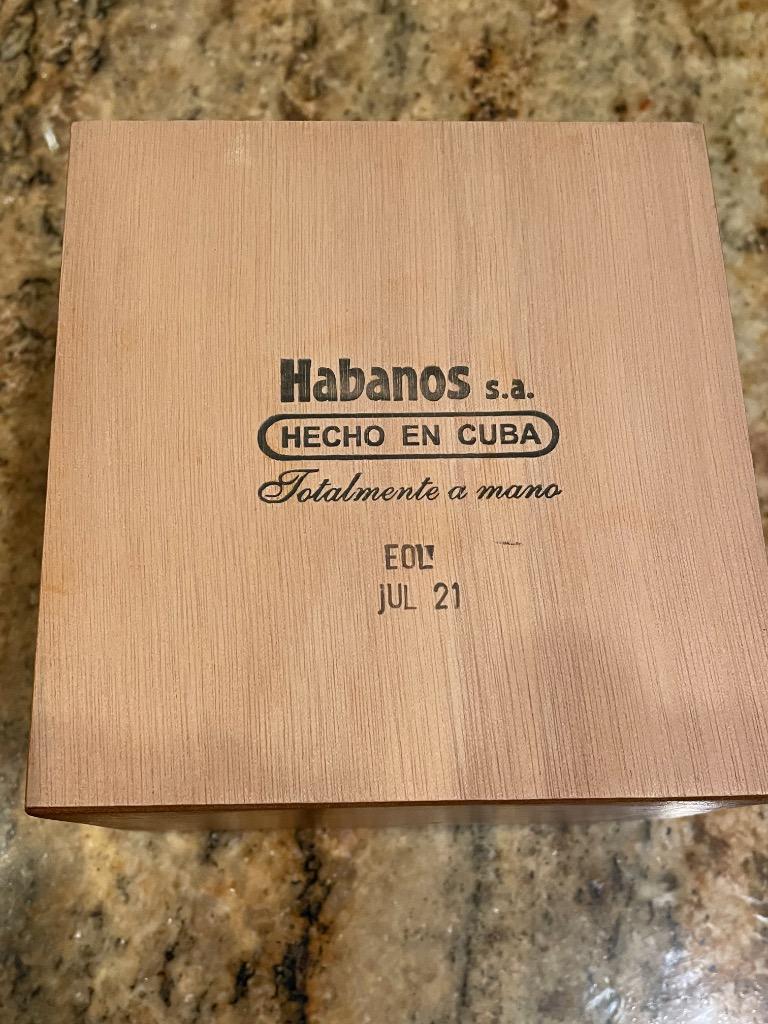 Habanos s.a.
HECHO EN CUBA
Totalmente a mano
EOL
JUL 21